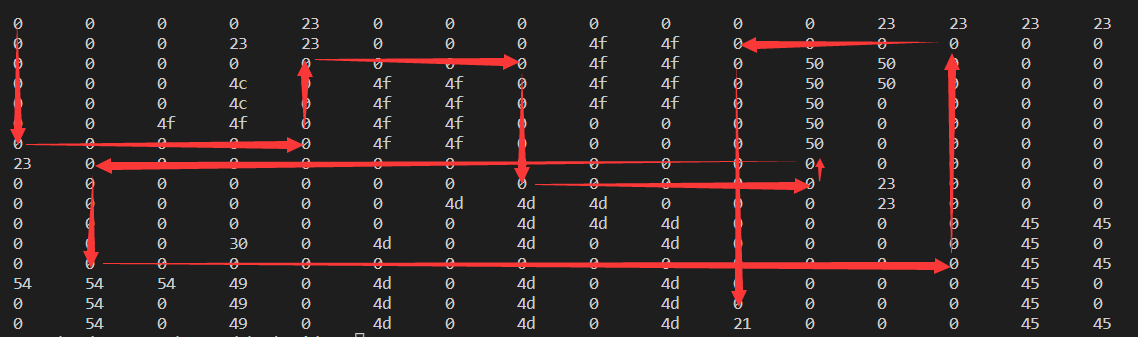 0 0 0 0 23 0 0 0 0 0 0 0 23 23 23 23
0 0 0 23 23 0 0 0 4f 4f 0 0 0 0 0 0
0 0 0 0 0 0 0 0 4f 4f 0 50 50 0 0 0
0 0 0 4c 0 4f 4f 0 4f 4f 0 50 50 0 0 0
0 0 0 4c 0 4f 4f 0 4f 4f 0 50 0 0 0 0
0 0 4f 4f 0 4f 4f 0 0 0 0 50 0 0 0 0
0 0 0 0 0 4f 4f 0 0 0 0 50 0 0 0 0
23 0 0 0 0 0 0 0 0 0 0 0 0 0 0 0
0 0 0 0 0 0 0 0 0 0 0 0 23 0 0 0
0 0 0 0 0 0 4d 4d 4d 0 0 0 23 0 0 0
0 0 0 0 0 0 0 4d 4d 4d 0 0 0 0 45 45
0 0 0 30 0 4d 0 4d 0 4d 0 0 0 0 45 0
0 0 0 0 0 0 0 0 0 0 0 0 0 0 45 45
54 54 54 49 0 4d 0 4d 0 4d 0 0 0 0 45 0
0 54 0 49 0 4d 0 4d 0 4d 0 0 0 0 45 0
0 54 0 49 0 4d 0 4d 0 4d 21 0 0 0 45 45